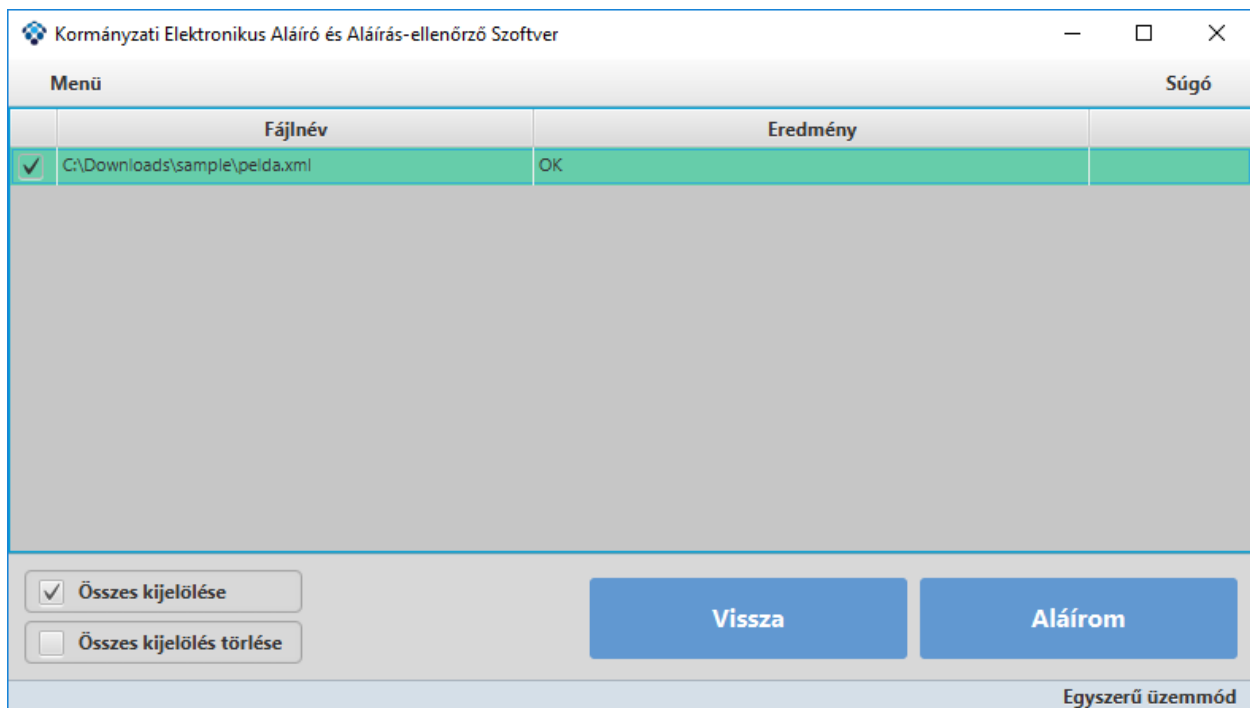 Kormányzati Elektronikus Aláíró és Aláírás-ellenőrző Szoftver
Menü Súgó
Fájlnév Eredmény
C:\Downloads\sample\pelda.xml OK
Összes kijelölése
Összes kijelölés törlése
Vissza Aláírom
Egyszerű üzemmód